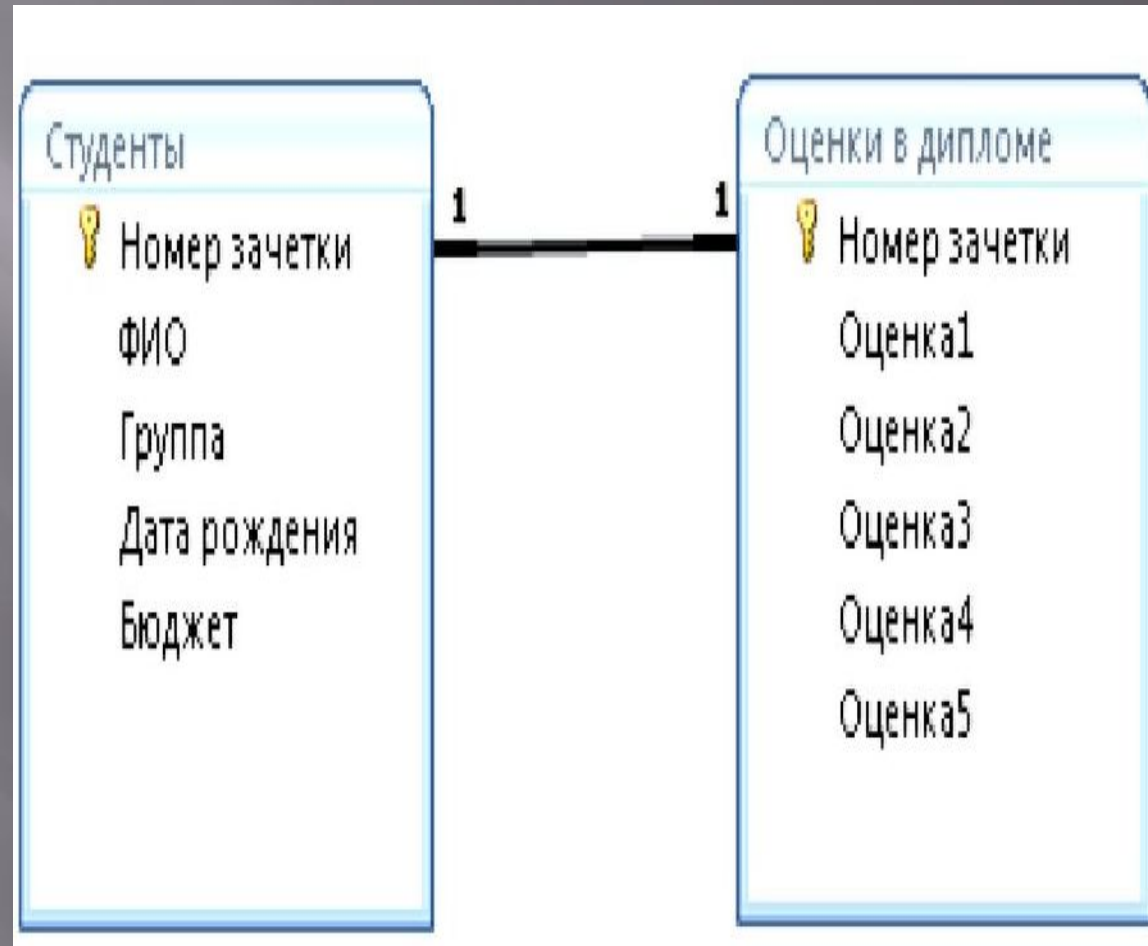 Студенты
Номер зачетки
ФИО
Группа
Дата рождения
Бюджет
1
1
Оценки в дипломе
Номер зачетки
Оценка1
Оценка2
Оценка3
Оценка4
Оценка5